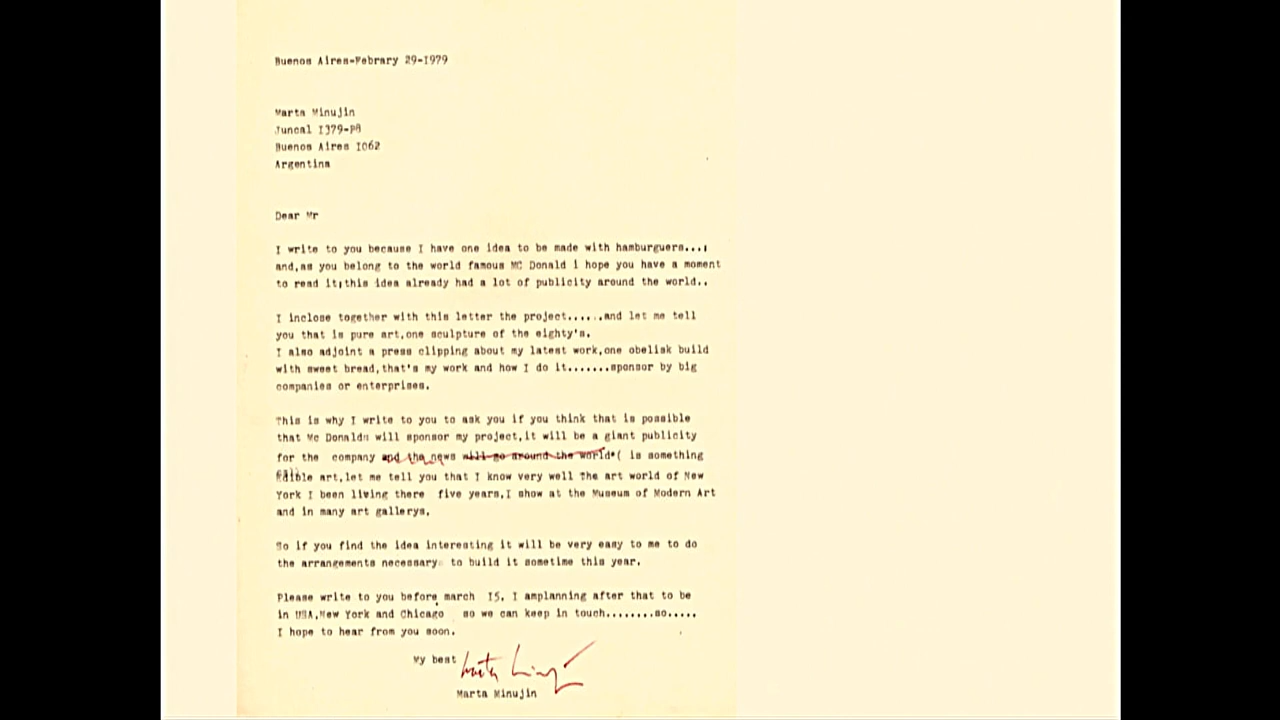 Buenos Aires-Febrary 29-I979
Marta Minujin
Juncal I379-P8
Buenos Aires I062
Argentina
Dear Mr
I write to you because I have one idea to be made with hamburguers...;
and,as you belong to the world famous MC Donald i hope you have a moment
to read it;this idea already had a lot of publicity around the world..
I inclose together with this letter the project......and let me tell
you that is pure art,one sculpture of the eighty's.
I also adjoint a press clipping about my latest work,one obelisk build
with sweet bread,that's my work and how I do it.......sponsor by big
companies or enterprises.
This is why I write to you to ask you if you think that is possible
that Mc Donalds will sponsor my project,it will be a giant publicity
for the company and the news will go around the world*( is something
Edible art,let me tell you that I know very well The art world of New
York I been living there five years,I show at the Museum of Modern Art
and in many art gallerys.
So if you find the idea interesting it will be very easy to me to do
the arrangements necessary to build it sometime this year.
Please write to you before march I5. I amplanning after that to be
in USA,New York and Chicago so we can keep in touch........so.....
I hope to hear from you soon.
My best
Marta Minujin